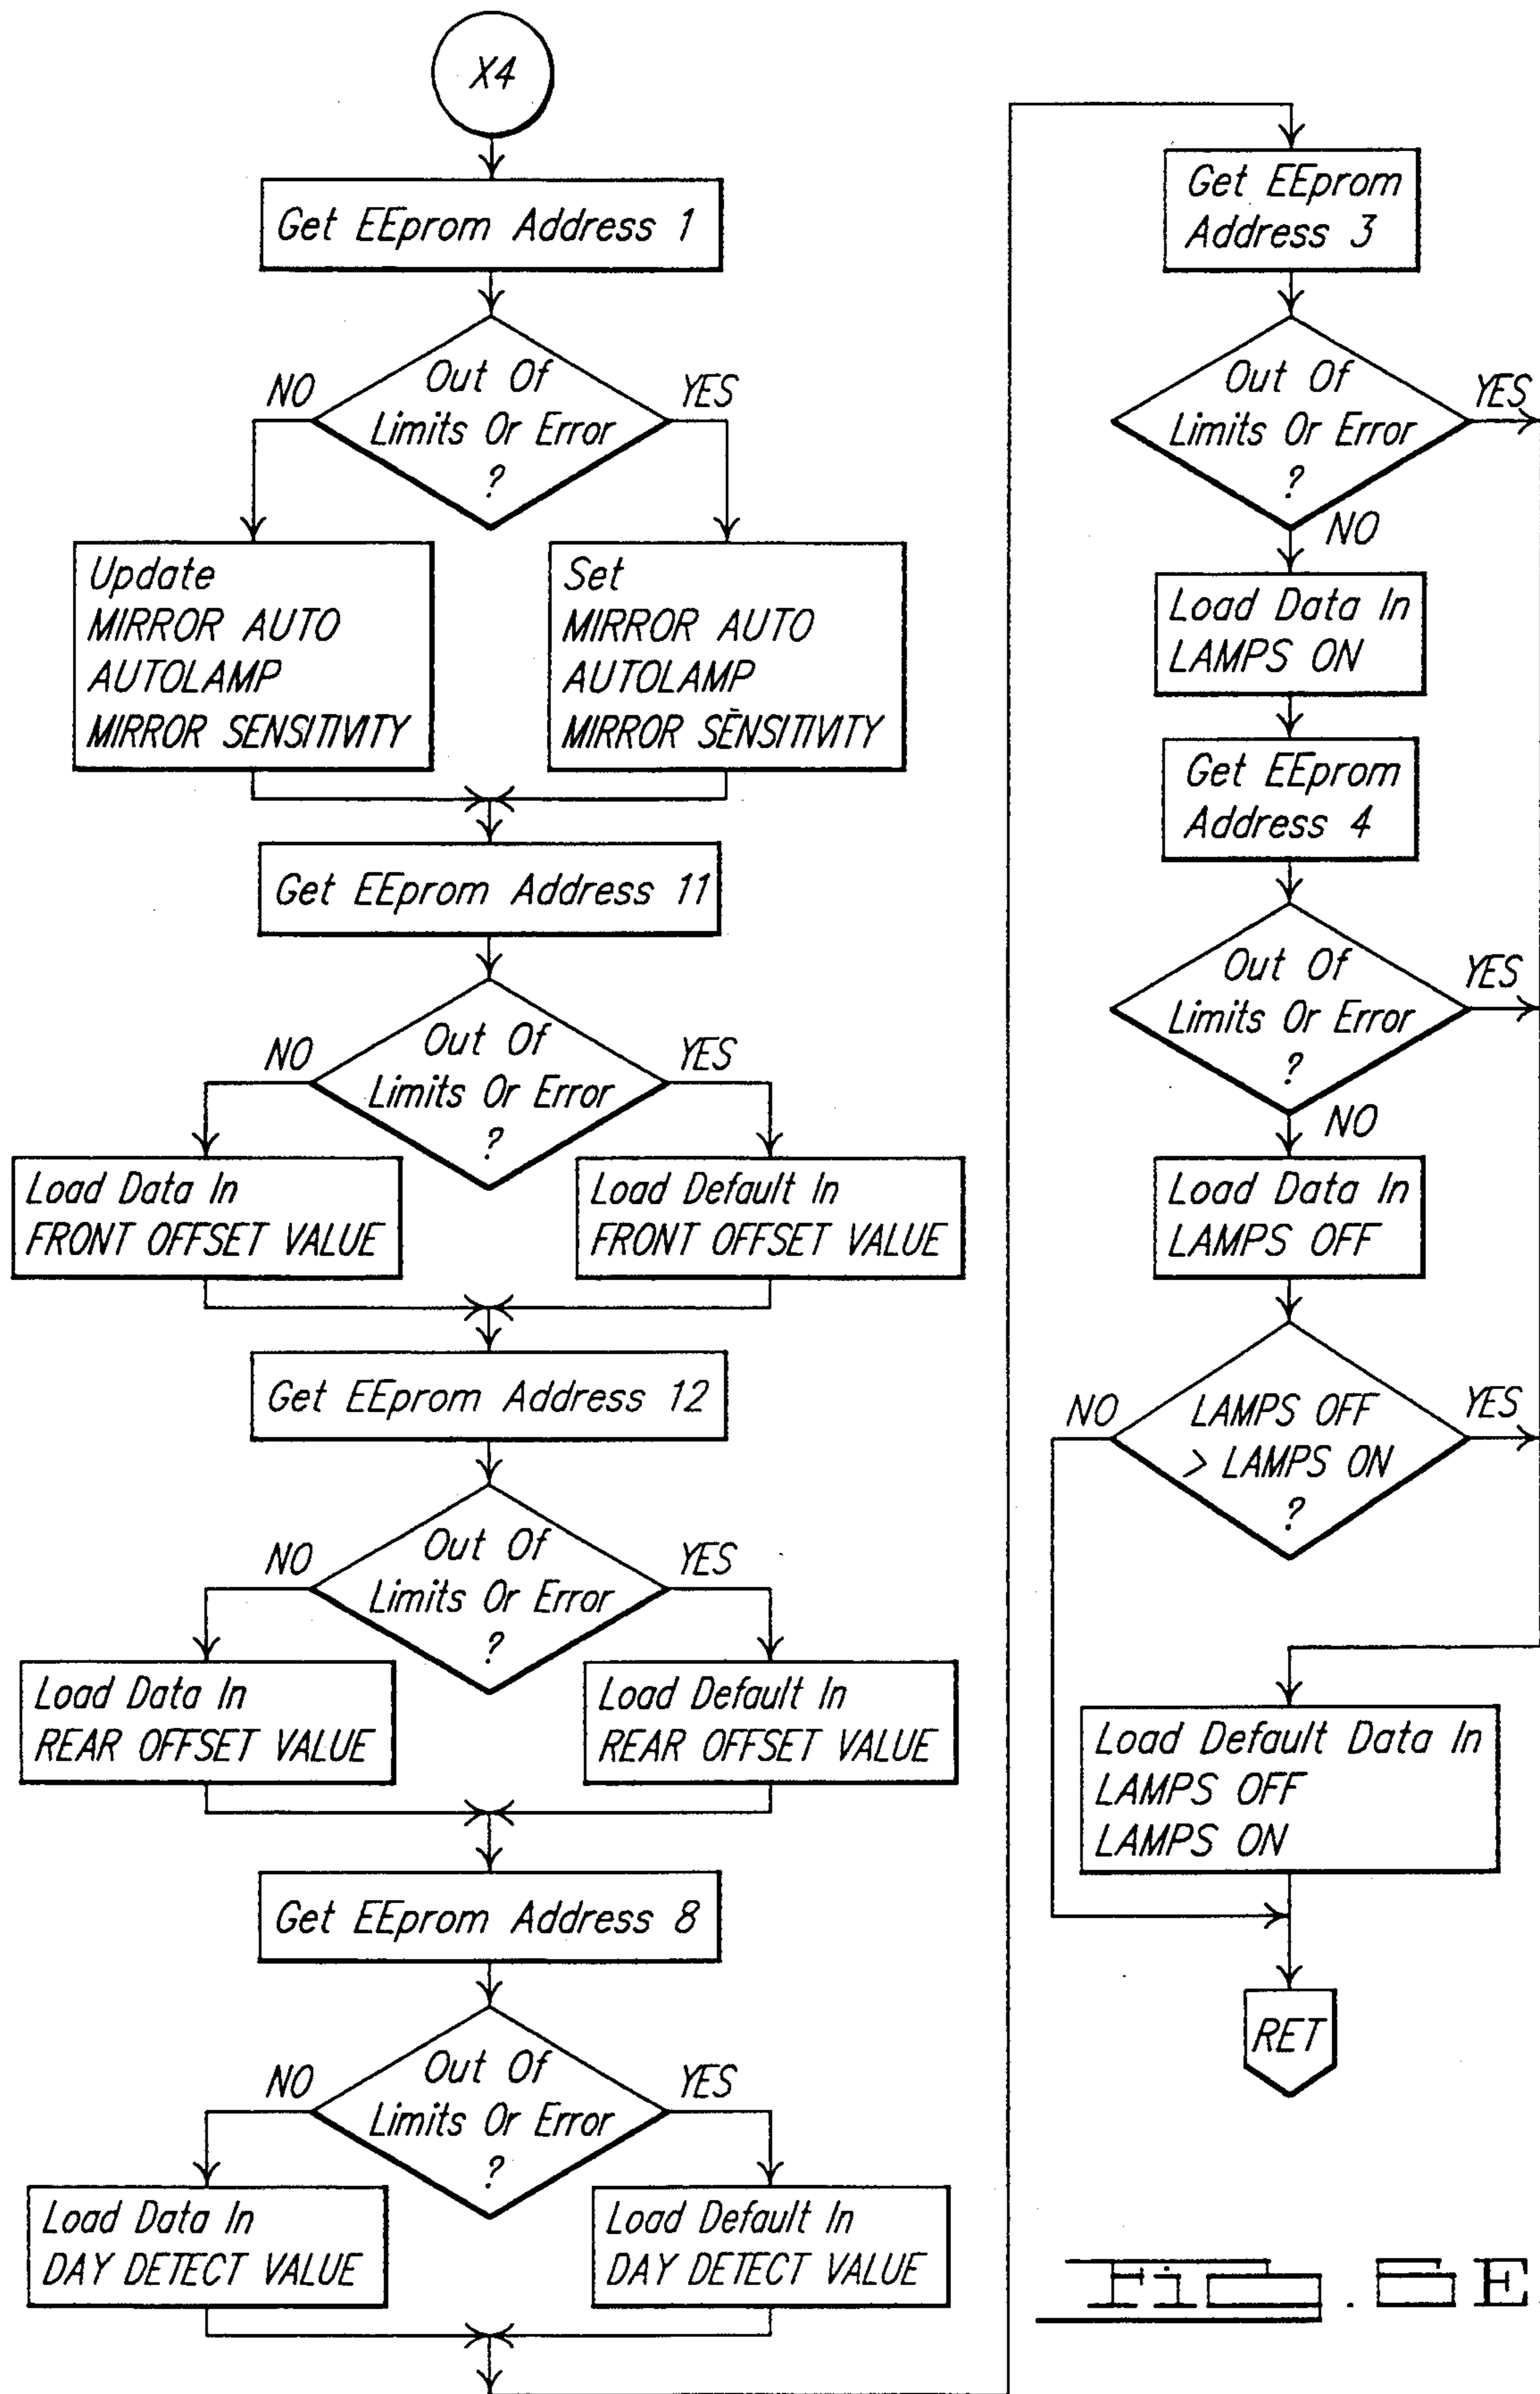 X4
Get EEprom Address 1
Out Of
Limits Or Error
?
NO
YES
Update
MIRROR AUTO
AUTOLAMP
MIRROR SENSITIVITY
Set
MIRROR AUTO
AUTOLAMP
MIRROR SENSITIVITY
Get EEprom Address 11
Out Of
Limits Or Error
?
NO
YES
Load Data In
FRONT OFFSET VALUE
Load Default In
FRONT OFFSET VALUE
Get EEprom Address 12
Out Of
Limits Or Error
?
NO
YES
Load Data In
REAR OFFSET VALUE
Load Default In
REAR OFFSET VALUE
Get EEprom Address 8
Out Of
Limits Or Error
?
NO
YES
Load Data In
DAY DETECT VALUE
Load Default In
DAY DETECT VALUE
Get EEprom
Address 3
Out Of
Limits Or Error
?
YES
NO
Load Data In
LAMPS ON
Get EEprom
Address 4
Out Of
Limits Or Error
?
YES
NO
Load Data In
LAMPS OFF
LAMPS OFF
> LAMPS ON
?
NO
YES
Load Default Data In
LAMPS OFF
LAMPS ON
RET